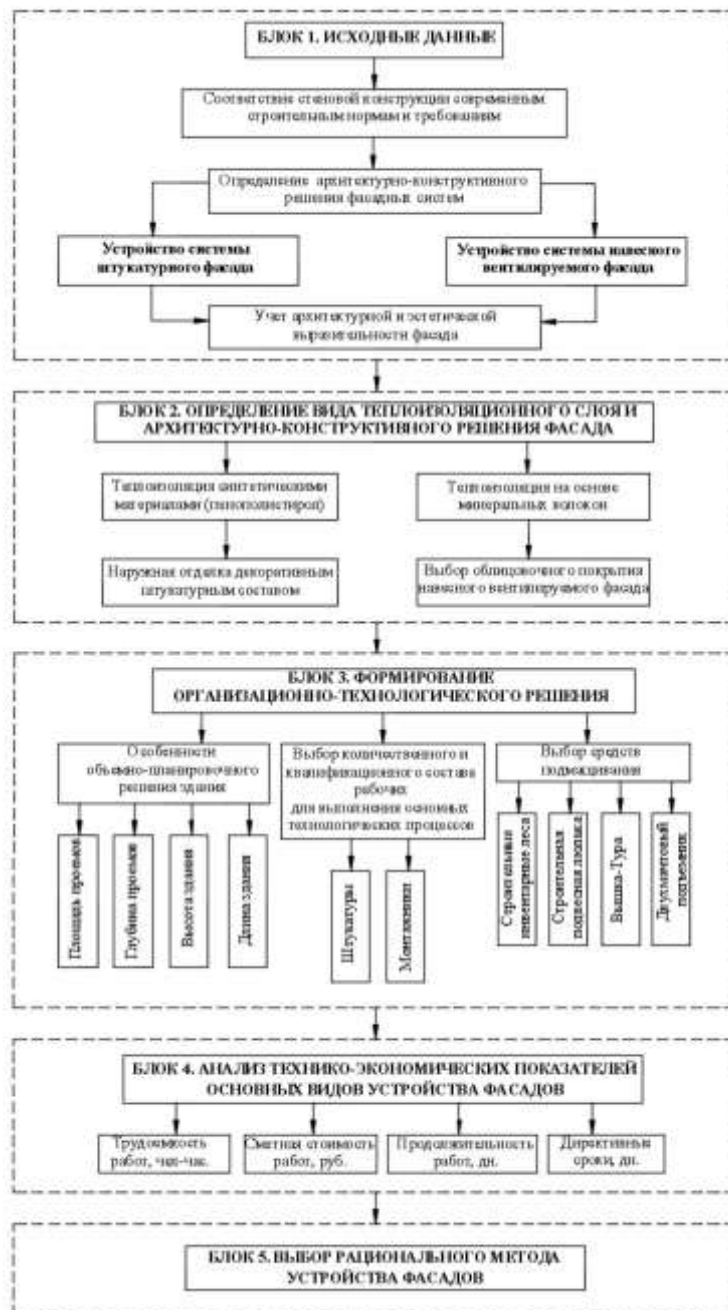 БЛОК 1. ИСХОДНЫЕ ДАННЫЕ
Соответствие стеновой конструкции современным
строительным нормам и требованиям
Определение архитектурно-конструктивного
решения фасадных систем
Устройство системы
штукатурного фасада
Устройство системы навесного
вентилируемого фасада
Учет архитектурной и эстетической
выразительности фасада
БЛОК 2. ОПРЕДЕЛЕНИЕ ВИДА ТЕПЛОИЗОЛЯЦИОННОГО СЛОЯ И
АРХИТЕКТУРНО-КОНСТРУКТИВНОГО РЕШЕНИЯ ФАСАДА
Теплоизоляция синтетическими
материалами (пенополистирол)
Теплоизоляция на основе
минеральных волокон
Наружная отделка декоративным
штукатурным составом
Выбор облицовочного покрытия
навесного вентилируемого фасада
БЛОК 3. ФОРМИРОВАНИЕ
ОРГАНИЗАЦИОННО-ТЕХНОЛОГИЧЕСКОГО РЕШЕНИЯ
Особенности
объемно-планировочного
решения здания
Выбор количественного и
квалификационного состава
рабочих
для выполнения основных
технологических процессов
Выбор средств
подмащивания
Площадь проемов
Глубина проемов
Высота здания
Длина здания
Штукатуры
Монтажники
Строительные
инвентарные леса
Строительная
подвесная люлька
Вышка-Тура
Двухмачтовый
подъемник
БЛОК 4. АНАЛИЗ ТЕХНИКО-ЭКОНОМИЧЕСКИХ ПОКАЗАТЕЛЕЙ
ОСНОВНЫХ ВИДОВ УСТРОЙСТВА ФАСАДОВ
Трудоемкость
работ, чел-час.
Сметная стоимость
работ, руб.
Продолжительность
работ, дн.
Директивные
сроки, дн.
БЛОК 5. ВЫБОР РАЦИОНАЛЬНОГО МЕТОДА
УСТРОЙСТВА ФАСАДОВ